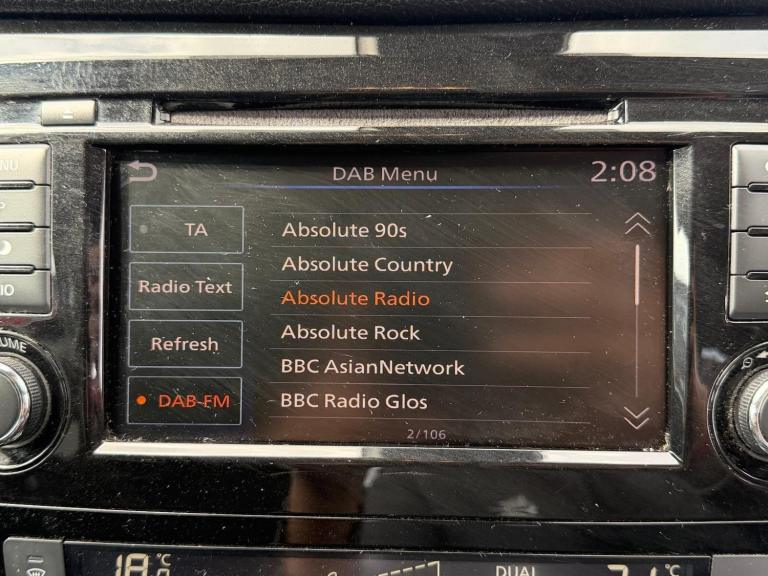 DAB Menu
2:08
TA
Radio Text
Refresh
DAB-FM
Absolute 90s
Absolute Country
Absolute Radio
Absolute Rock
BBC AsianNetwork
BBC Radio Glos
2/106
DUAL
°C
°C